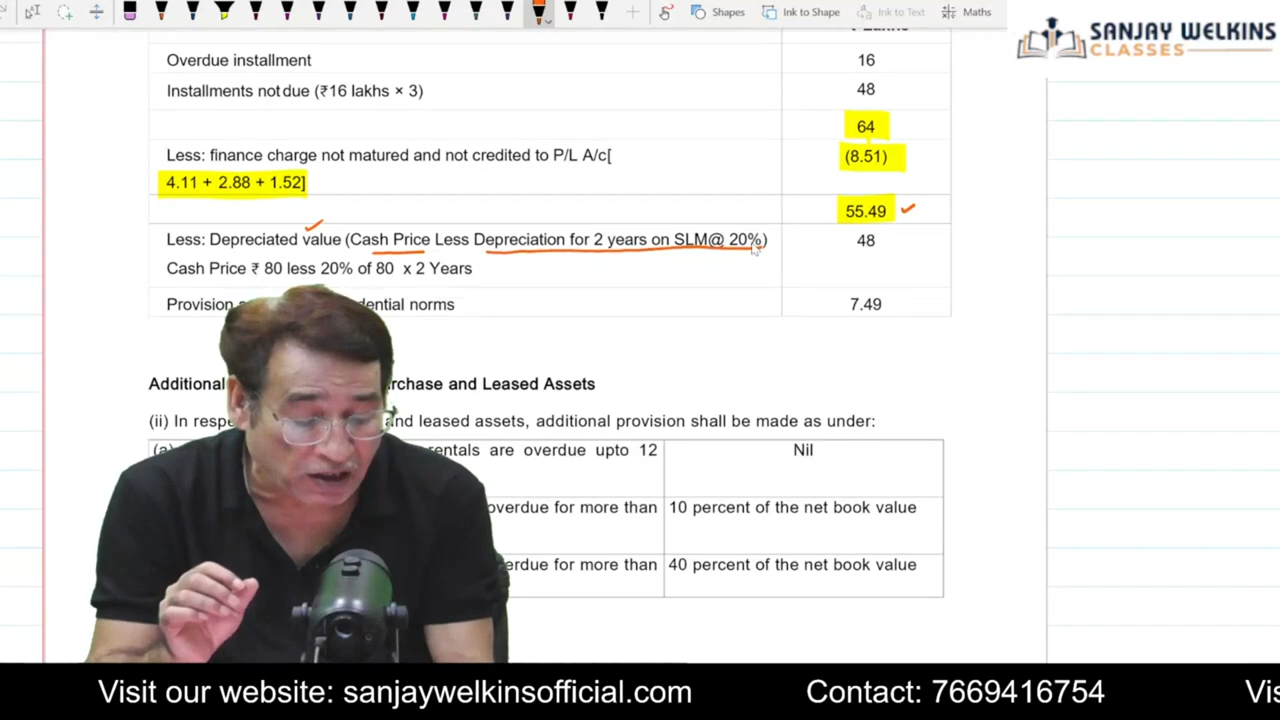 Shapes
Ink to Shape
Ink to Text
Maths
SANJAY WELKINS
CLASSES
₹ Lakhs
Overdue installment 16
Installments not due (₹16 lakhs × 3) 48
64
Less: finance charge not matured and not credited to P/L A/c[ (8.51)
4.11 + 2.88 + 1.52]
55.49
Less: Depreciated value (Cash Price Less Depreciation for 2 years on SLM@ 20%) 48
Cash Price ₹ 80 less 20% of 80 x 2 Years
Provision norms 7.49
Additional and Leased Assets
(ii) In and leased assets, additional provision shall be made as under:
(a) rentals are overdue upto 12 Nil
overdue for more than 10 percent of the net book value
for more than 40 percent of the net book value
Visit our website: sanjaywelkinsofficial.com Contact: 7669416754